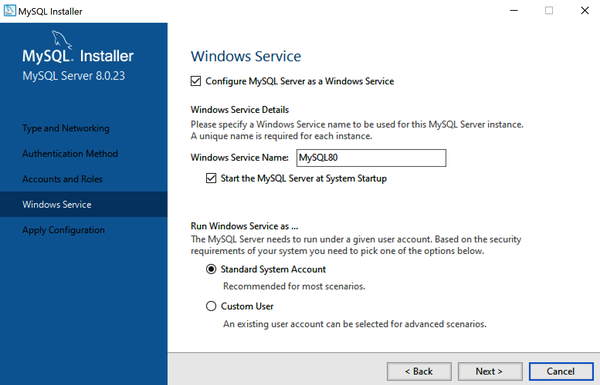 MySQL Installer
MySQL. Installer
MySQL Server 8.0.23
Type and Networking
Authentication Method
Accounts and Roles
Windows Service
Apply Configuration
Windows Service
Configure MySQL Server as a Windows Service
Windows Service Details
Please specify a Windows Service name to be used for this MySQL Server instance.
A unique name is required for each instance.
Windows Service Name: MySQL80
Start the MySQL Server at System Startup
Run Windows Service as ...
The MySQL Server needs to run under a given user account. Based on the security
requirements of your system you need to pick one of the options below.
Standard System Account
Recommended for most scenarios.
Custom User
An existing user account can be selected for advanced scenarios.
< Back Next > Cancel